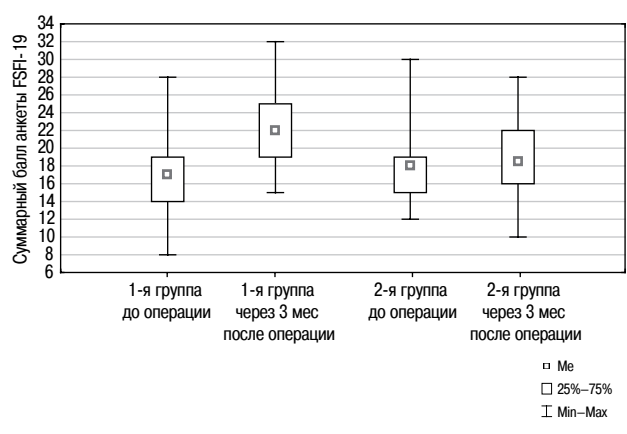 Суммарный балл анкеты FSFI-19
34
32
30
28
26
24
22
20
18
16
14
12
10
8
6
1-я группа
до операции
1-я группа
через 3 мес
после операции
2-я группа
до операции
2-я группа
через 3 мес
после операции
Me
25%–75%
Min–Max